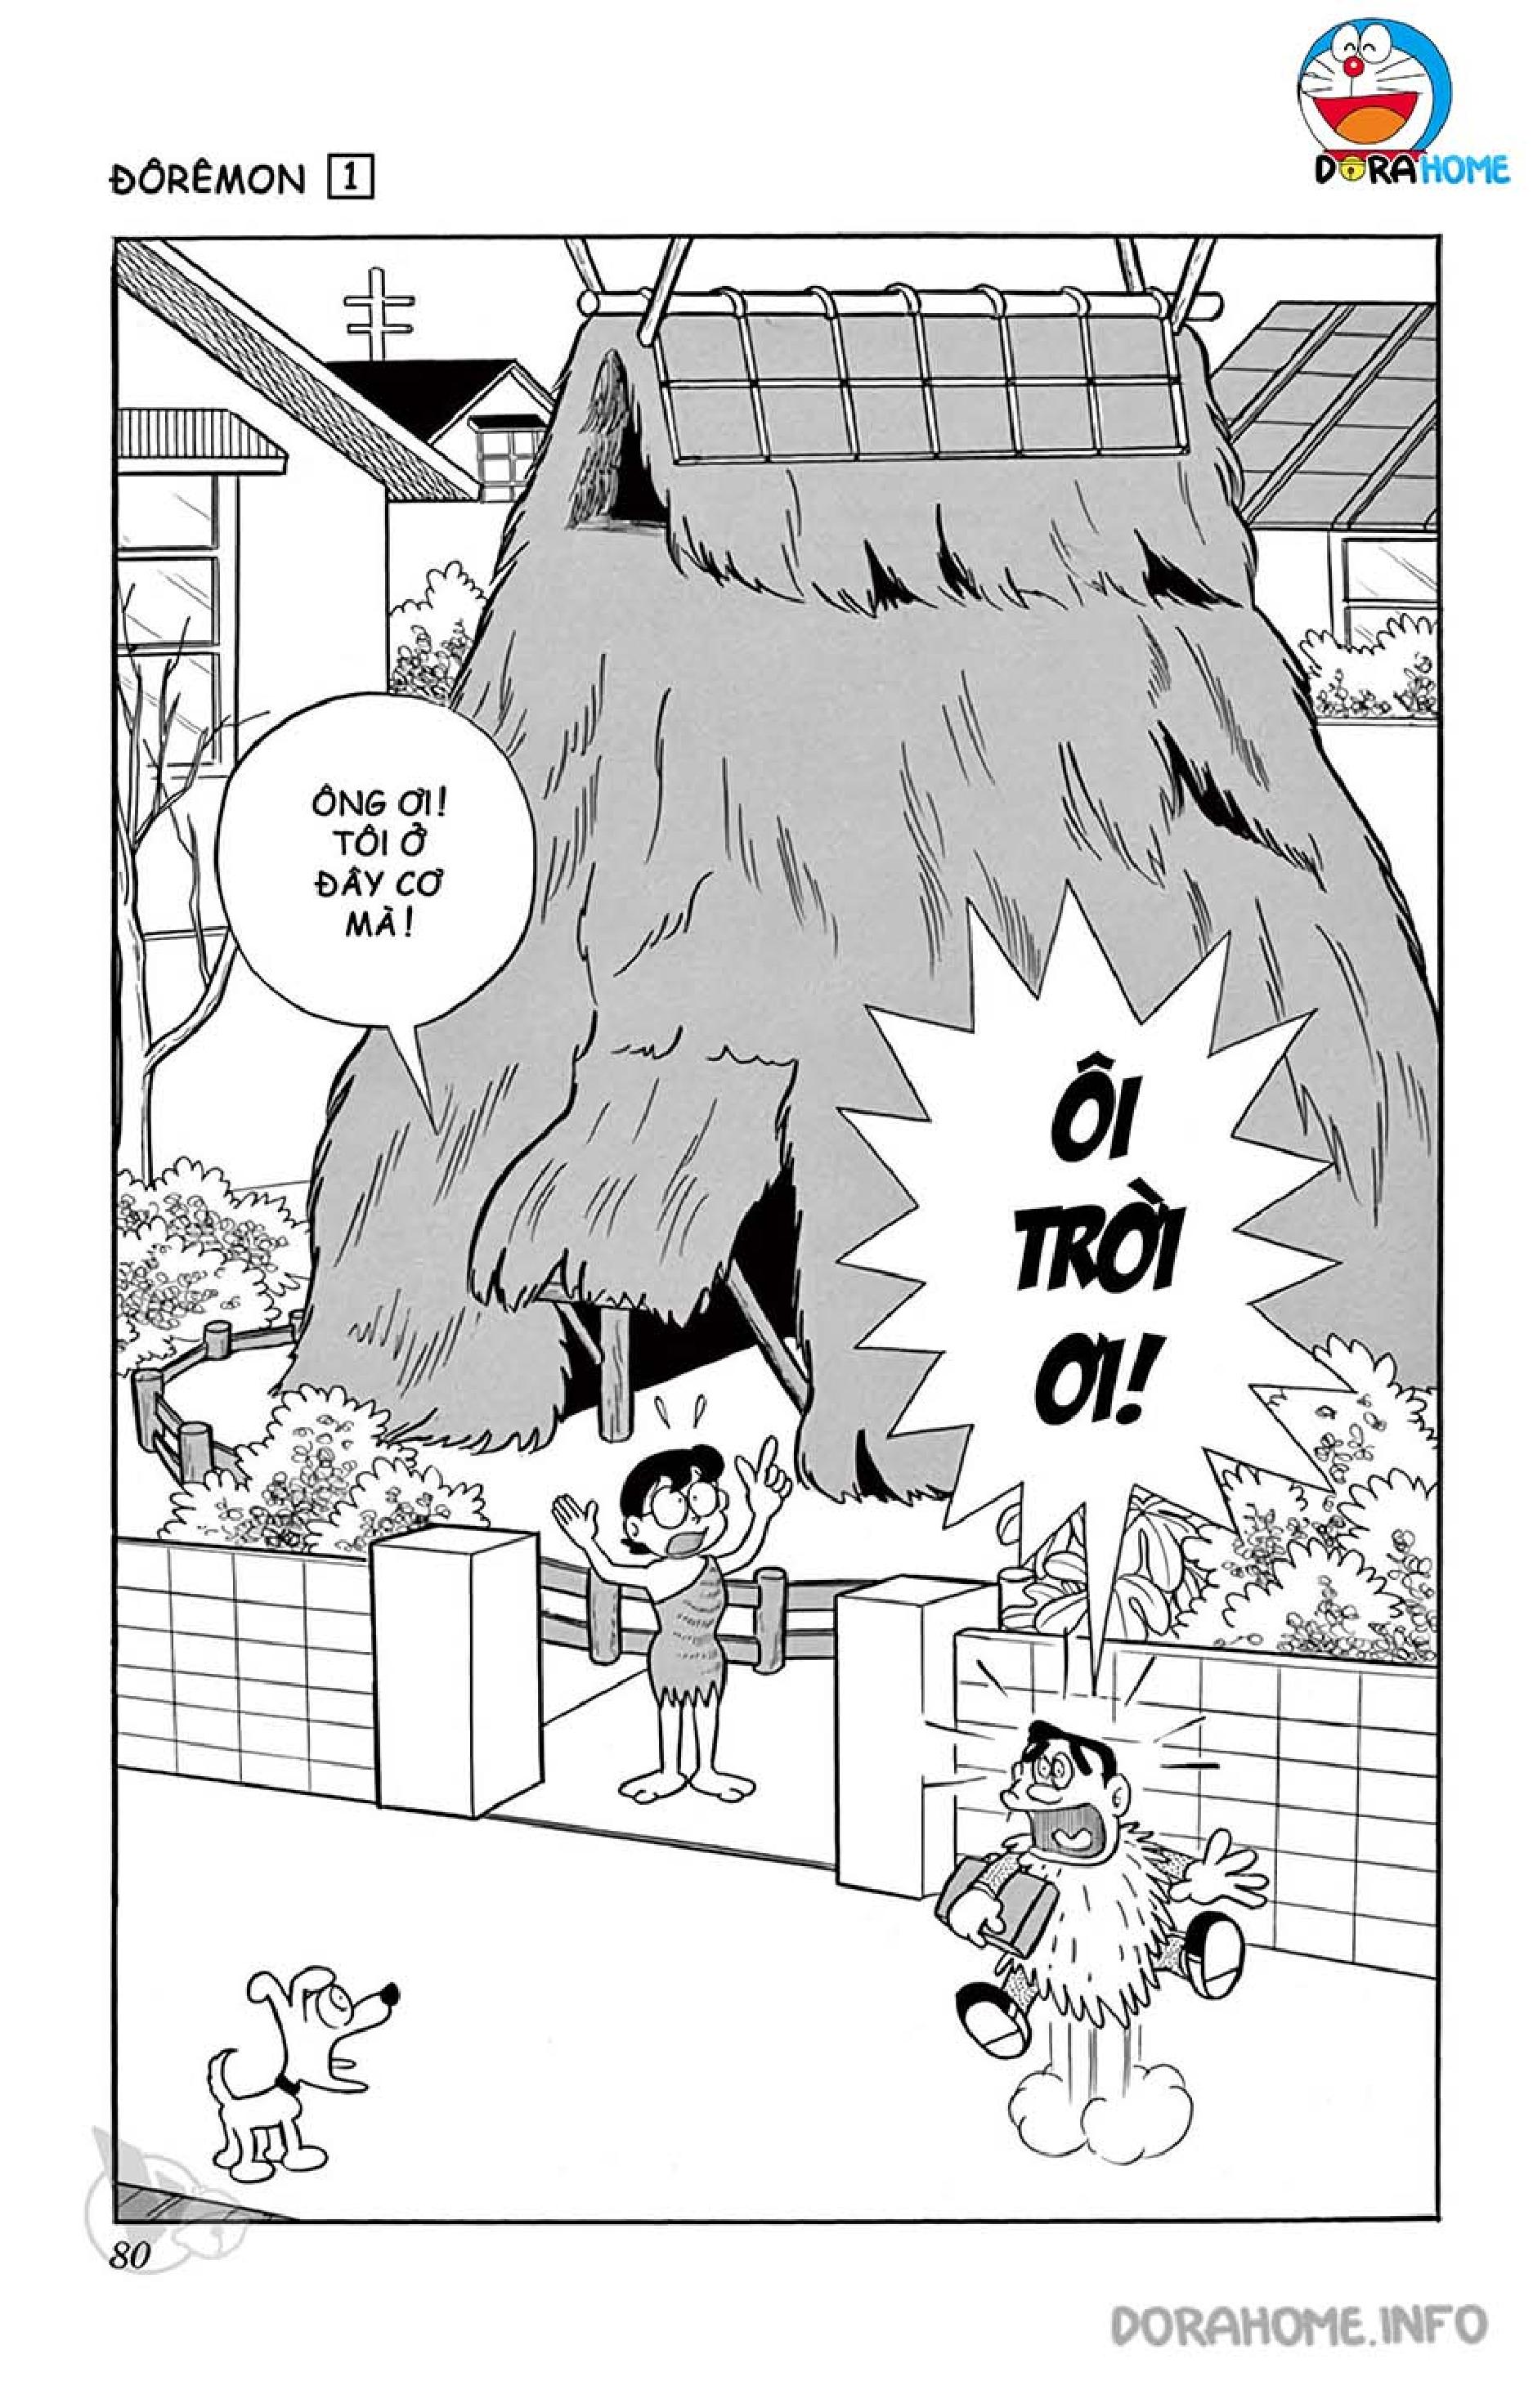 ĐÔRÊMON 1
DORAHOME
ÔNG ƠI!
TÔI Ở
ĐÂY CƠ
MÀ!
ÔI
TRỜI
ƠI!
80
DORAHOME.INFO